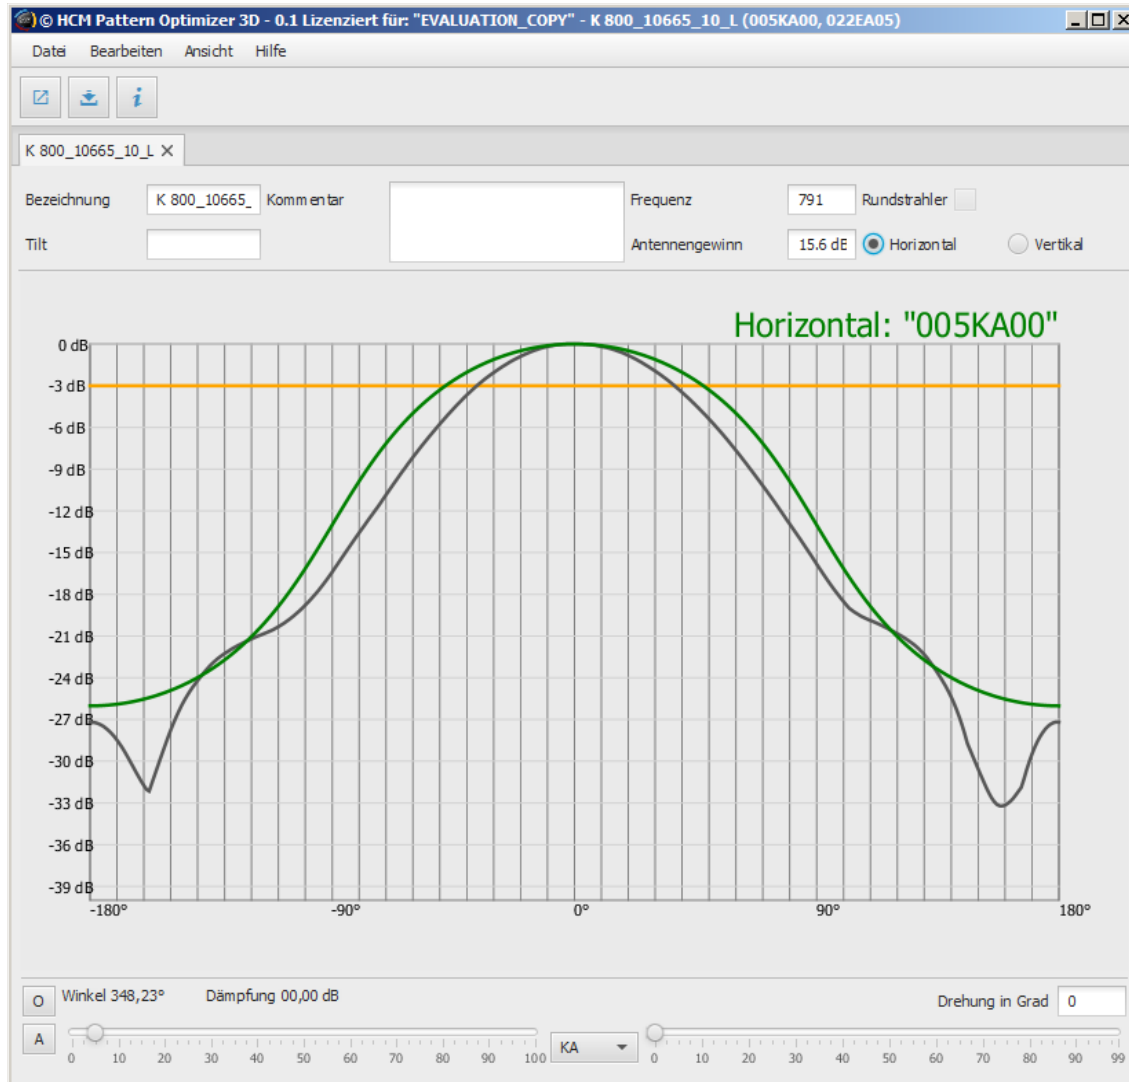 © HCM Pattern Optimizer 3D - 0.1 Lizenziert für: "EVALUATION_COPY" - K 800_10665_10_L (005KA00, 022EA05)
Datei Bearbeiten Ansicht Hilfe
i
K 800_10665_10_L
Bezeichnung K 800_10665_ Kommentar Frequenz 791 Rundstrahler
Tilt Antennengewinn 15.6 dE Horizontal Vertikal
Horizontal: "005KA00"
0 dB
-3 dB
-6 dB
-9 dB
-12 dB
-15 dB
-18 dB
-21 dB
-24 dB
-27 dB
-30 dB
-33 dB
-36 dB
-39 dB
-180° -90° 0° 90° 180°
O Winkel 348,23° Dämpfung 00,00 dB Drehung in Grad 0
A KA
0 10 20 30 40 50 60 70 80 90 100 0 10 20 30 40 50 60 70 80 90 99